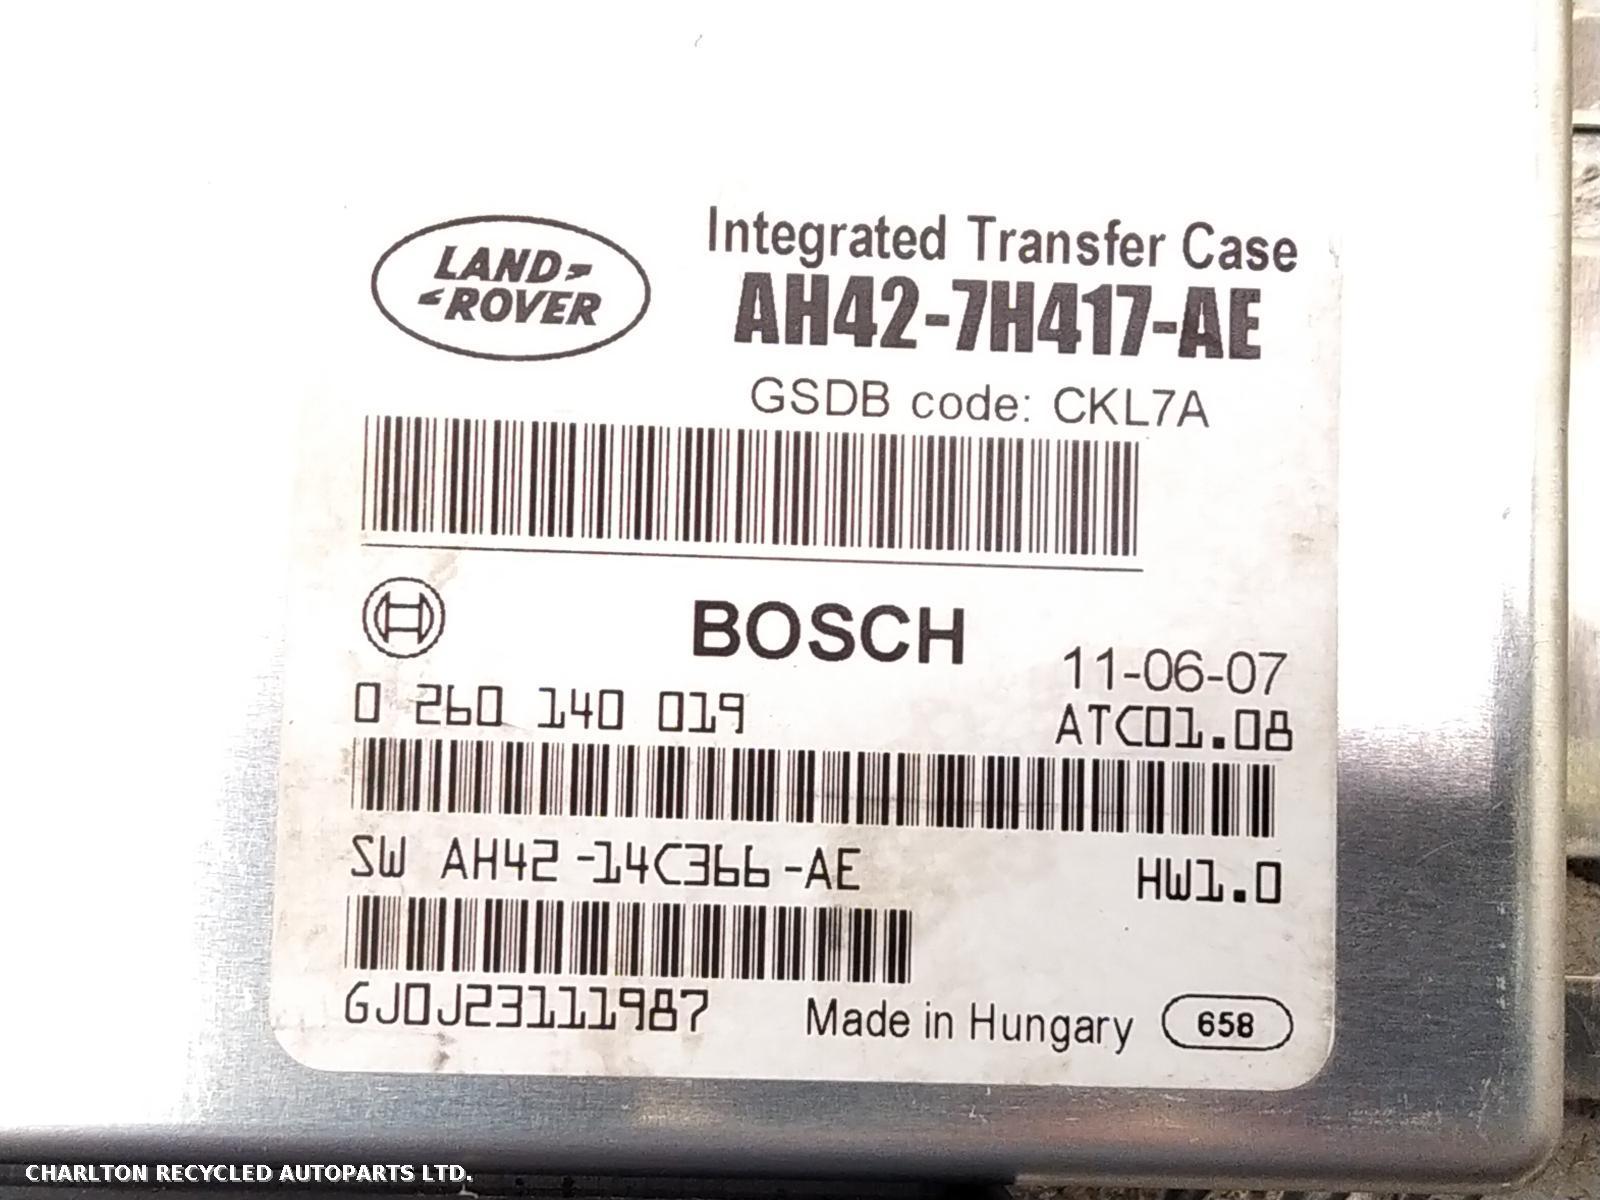 LAND-
ROVER
Integrated Transfer Case
AH42-7H417-AE
GSDB code: CKL7A
BOSCH
11-06-07
0 260 140 019
ATC01.08
SW AH42-14C366-AE
HW1.0
GJ0J23111987
Made in Hungary
658
CHARLTON RECYCLED AUTOPARTS LTD.